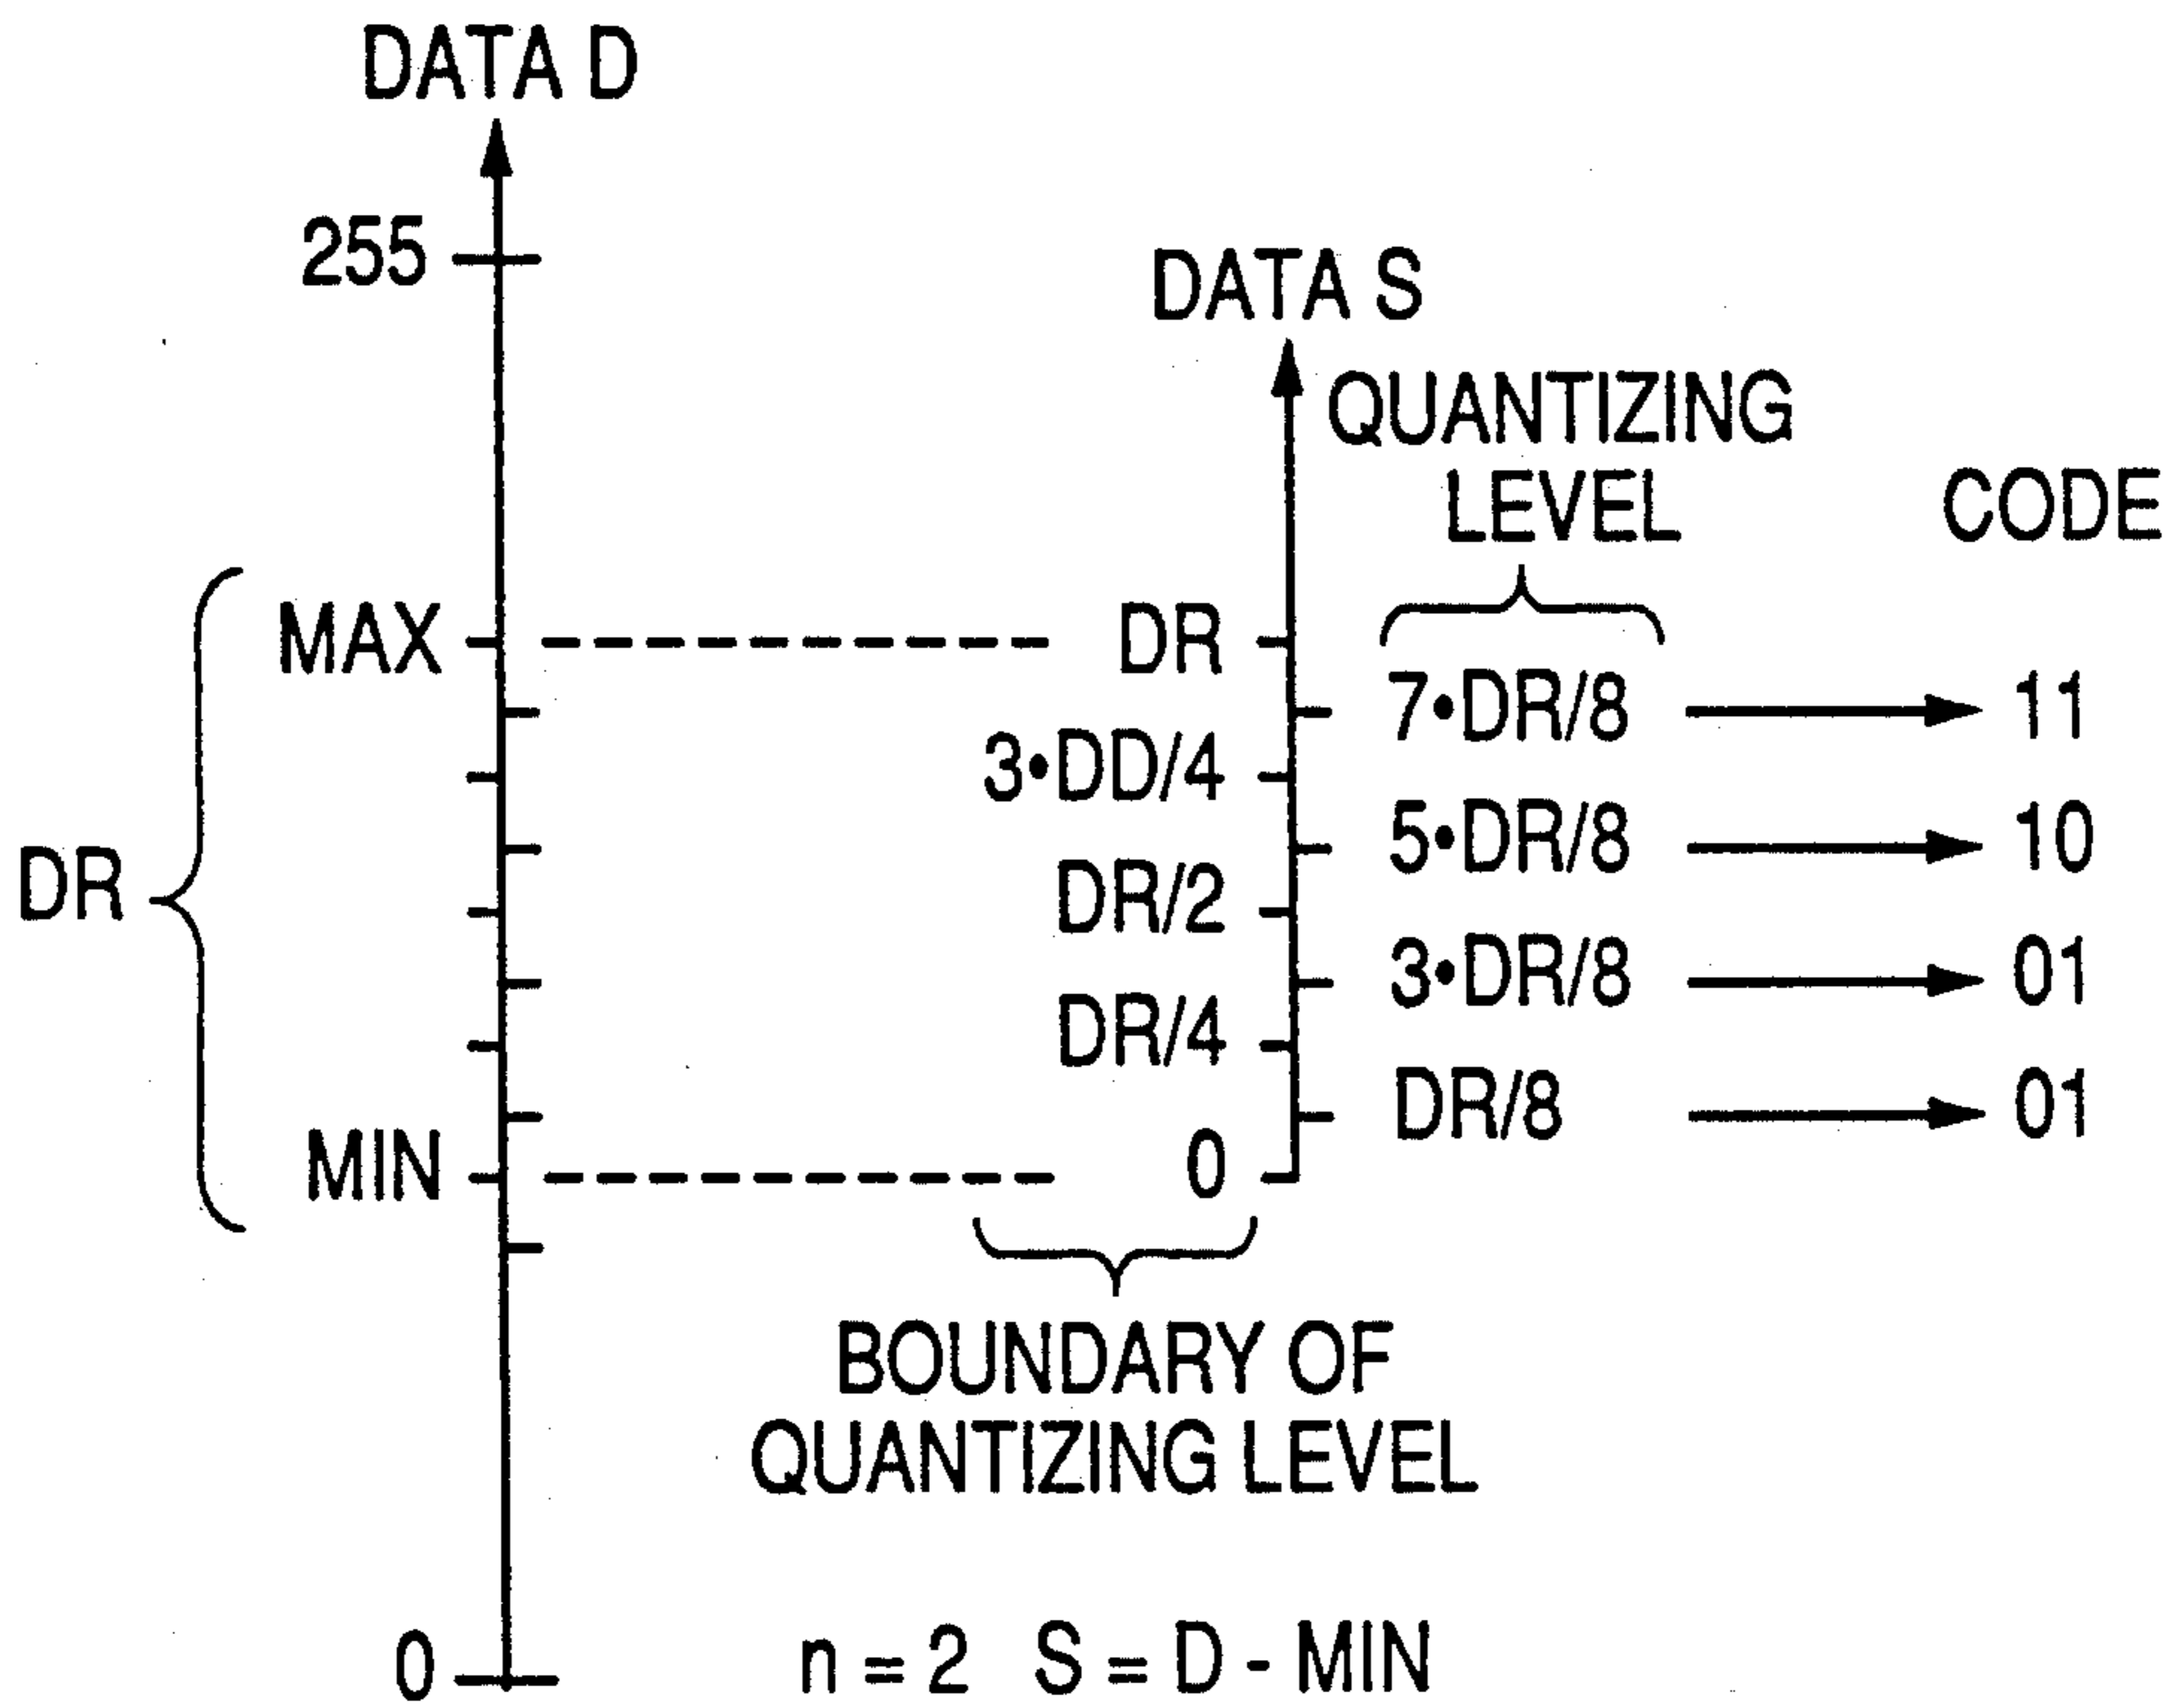 DATA D
255
DATA S
QUANTIZING
LEVEL
CODE
MAX
DR
7•DR/8
11
3•DD/4
5•DR/8
10
DR
DR/2
3•DR/8
01
DR/4
DR/8
01
MIN
0
BOUNDARY OF
QUANTIZING LEVEL
0
n = 2 S = D - MIN